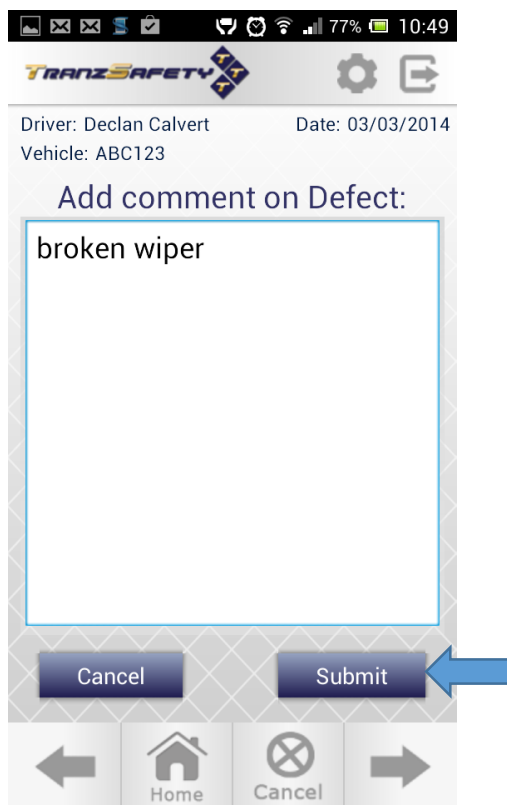 77% 10:49
TRANZSAFETY TTTT
Driver: Declan Calvert Date: 03/03/2014
Vehicle: ABC123
Add comment on Defect:
broken wiper
Cancel Submit
Home Cancel